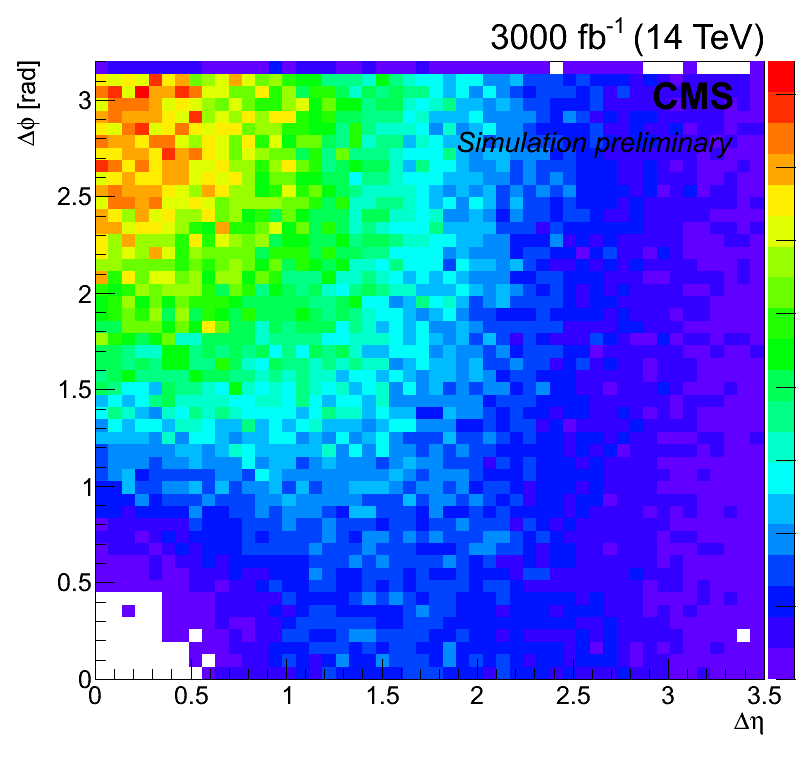 3000 fb-1 (14 TeV)
Δϕ [rad]
CMS
Simulation preliminary
3
2.5
2
1.5
1
0.5
0
0 0.5 1 1.5 2 2.5 3 3.5
Δη